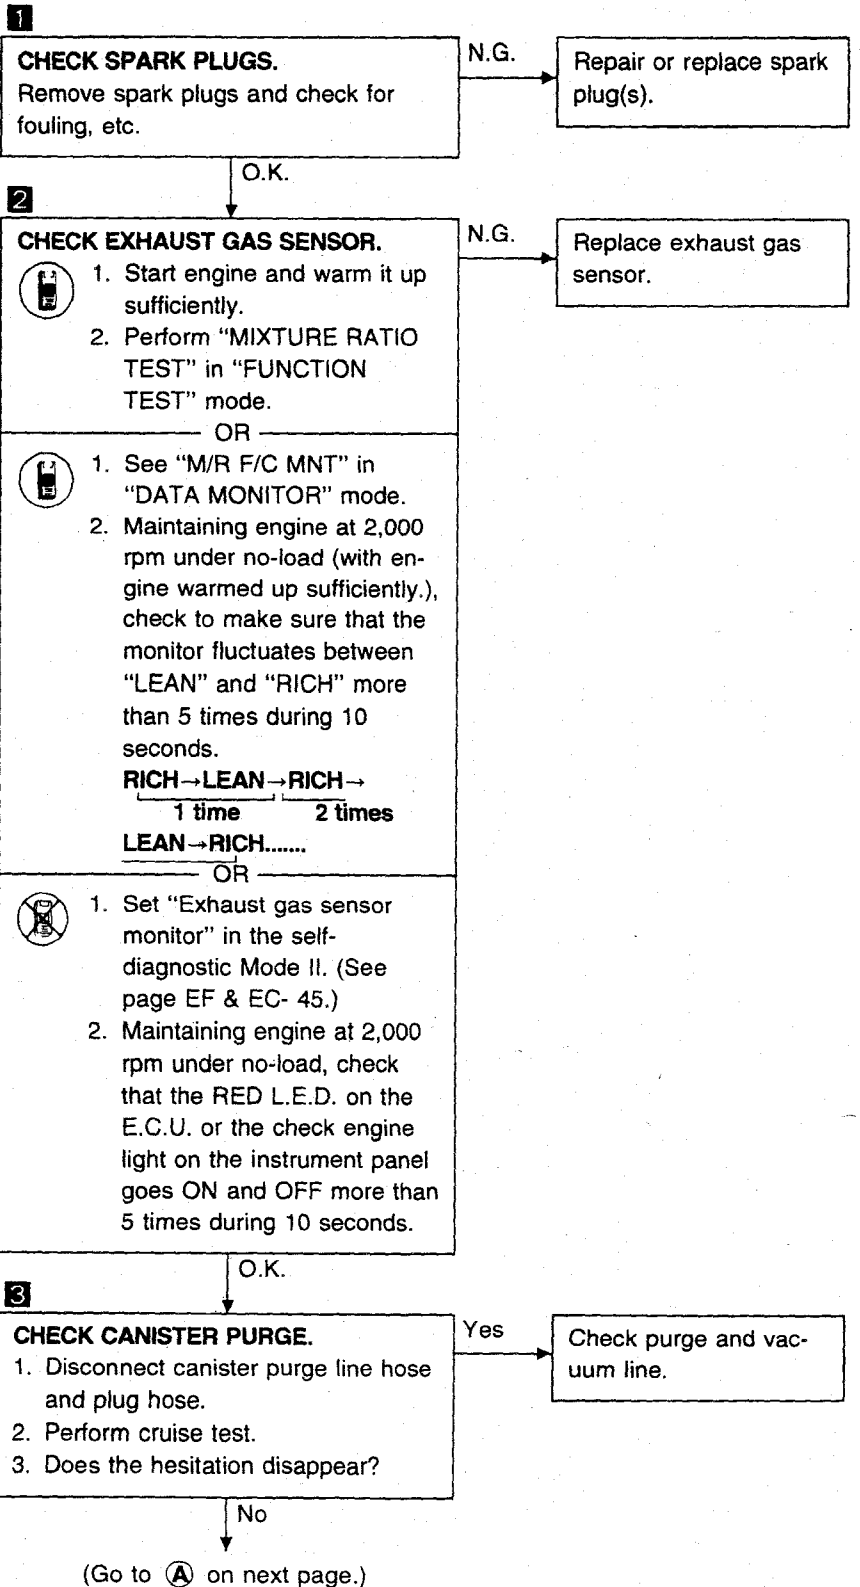 1
CHECK SPARK PLUGS.
Remove spark plugs and check for
fouling, etc.
N.G.
Repair or replace spark
plug(s).
O.K.
2
CHECK EXHAUST GAS SENSOR.
1. Start engine and warm it up
sufficiently.
2. Perform “MIXTURE RATIO
TEST” in “FUNCTION
TEST” mode.
N.G.
Replace exhaust gas
sensor.
OR
1. See “M/R F/C MNT” in
“DATA MONITOR” mode.
2. Maintaining engine at 2,000
rpm under no-load (with en-
gine warmed up sufficiently.),
check to make sure that the
monitor fluctuates between
“LEAN” and “RICH” more
than 5 times during 10
seconds.
RICH→LEAN→RICH→
1 time 2 times
LEAN→RICH.......
OR
1. Set “Exhaust gas sensor
monitor” in the self-
diagnostic Mode II. (See
page EF & EC- 45.)
2. Maintaining engine at 2,000
rpm under no-load, check
that the RED L.E.D. on the
E.C.U. or the check engine
light on the instrument panel
goes ON and OFF more than
5 times during 10 seconds.
O.K.
3
CHECK CANISTER PURGE.
1. Disconnect canister purge line hose
and plug hose.
2. Perform cruise test.
3. Does the hesitation disappear?
Yes
Check purge and vac-
uum line.
No
(Go to Ⓐ on next page.)